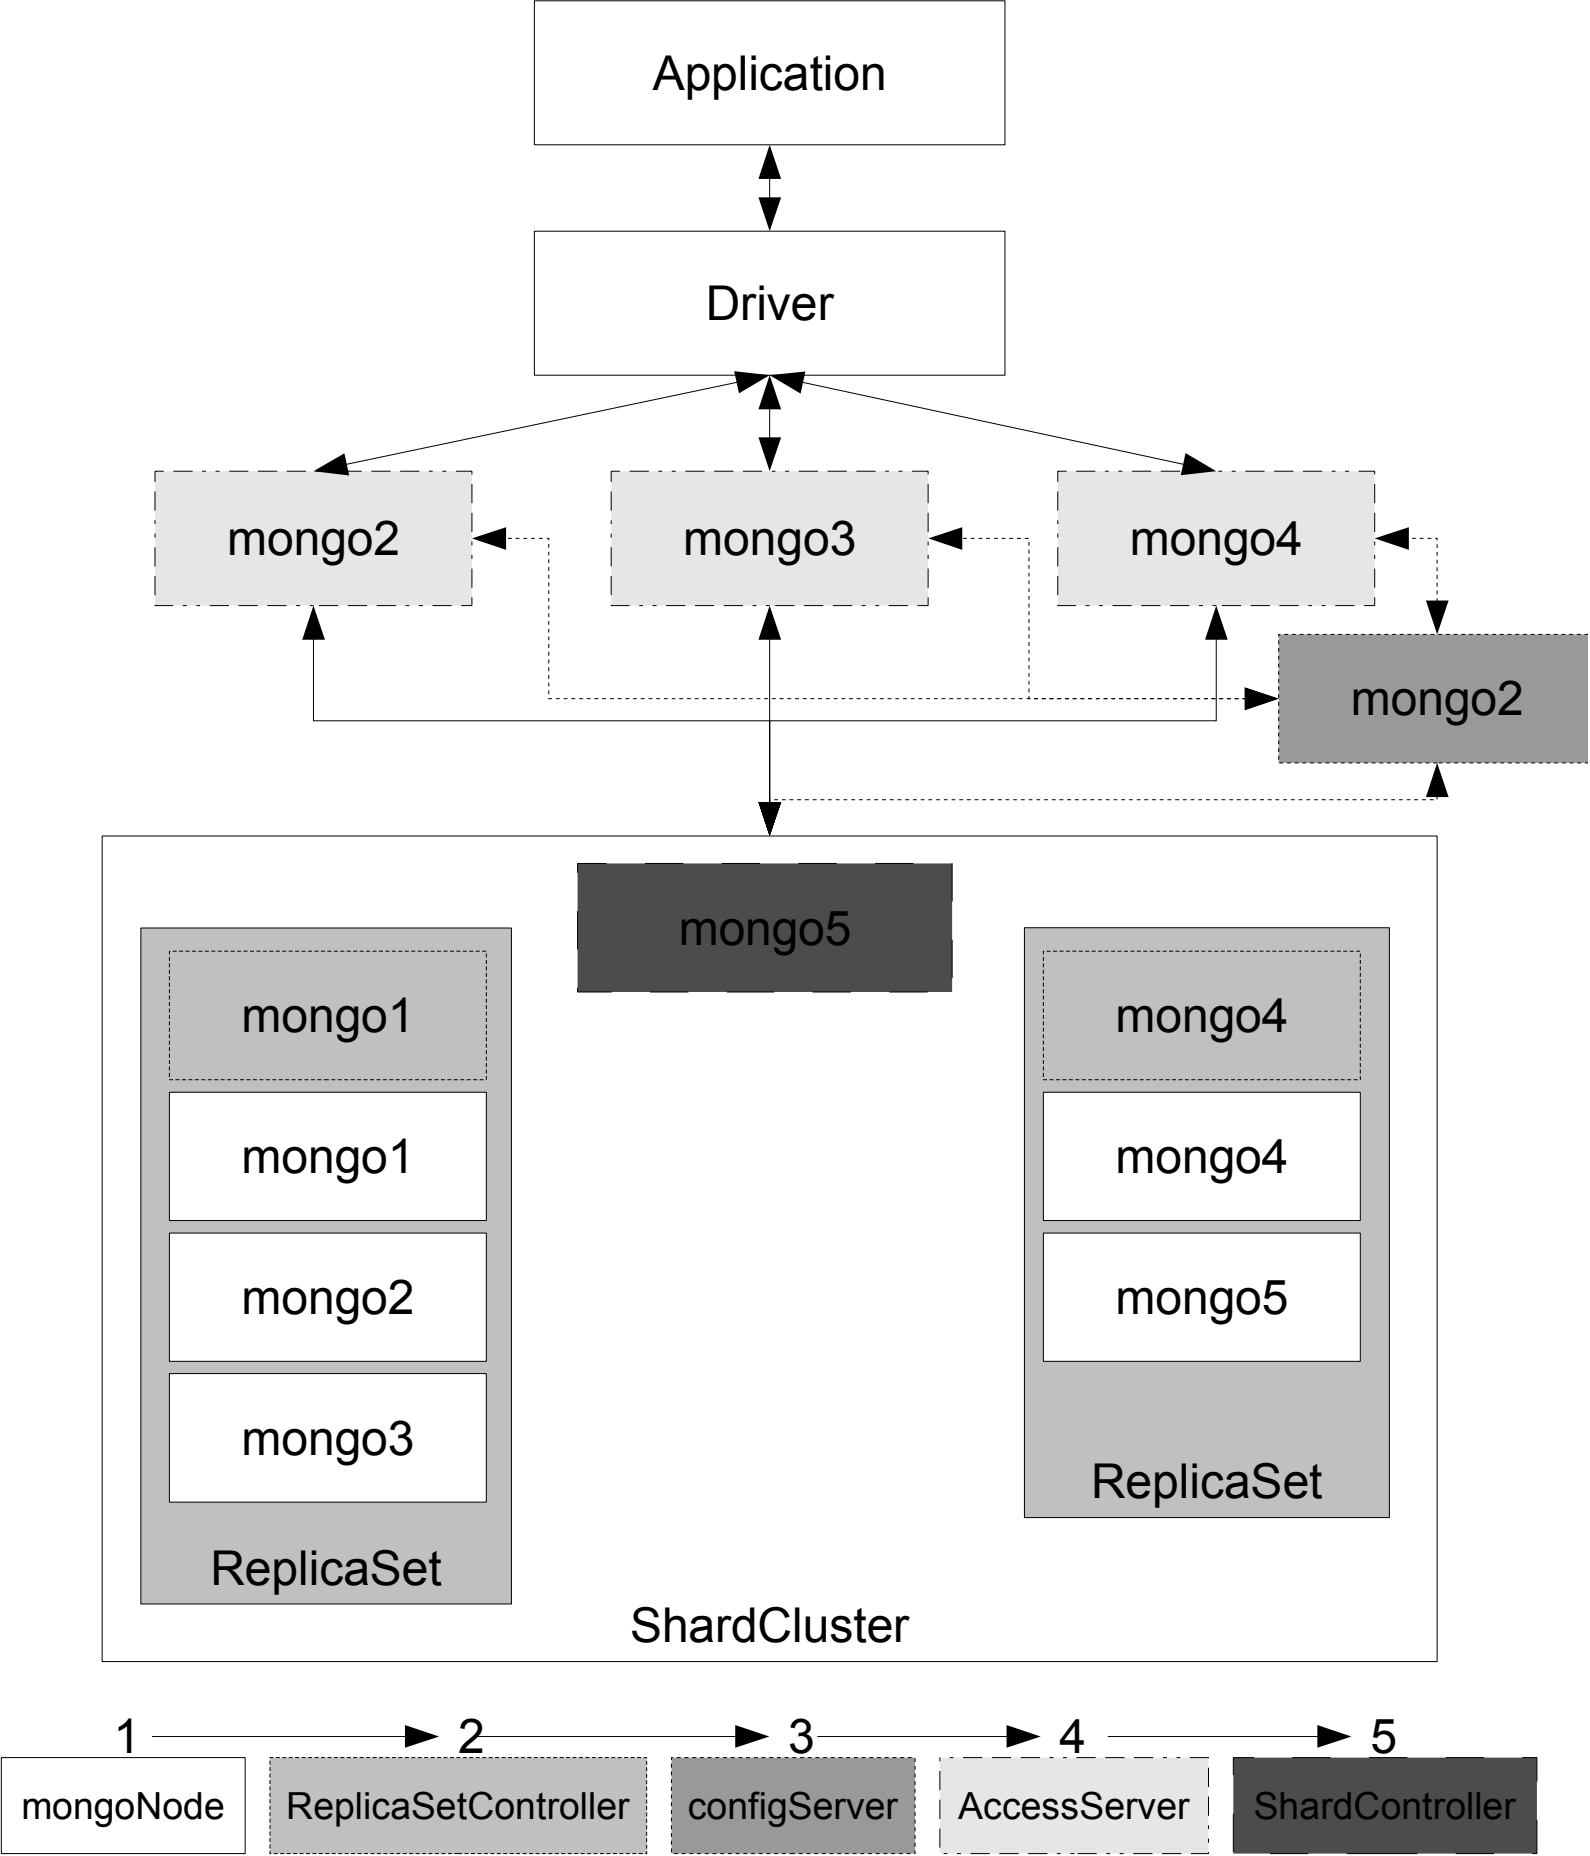 Application
Driver
mongo2
mongo3
mongo4
mongo2
mongo5
mongo1
mongo1
mongo2
mongo3
ReplicaSet
mongo4
mongo4
mongo5
ReplicaSet
ShardCluster
1 2 3 4 5
mongoNode ReplicaSetController configServer AccessServer ShardController